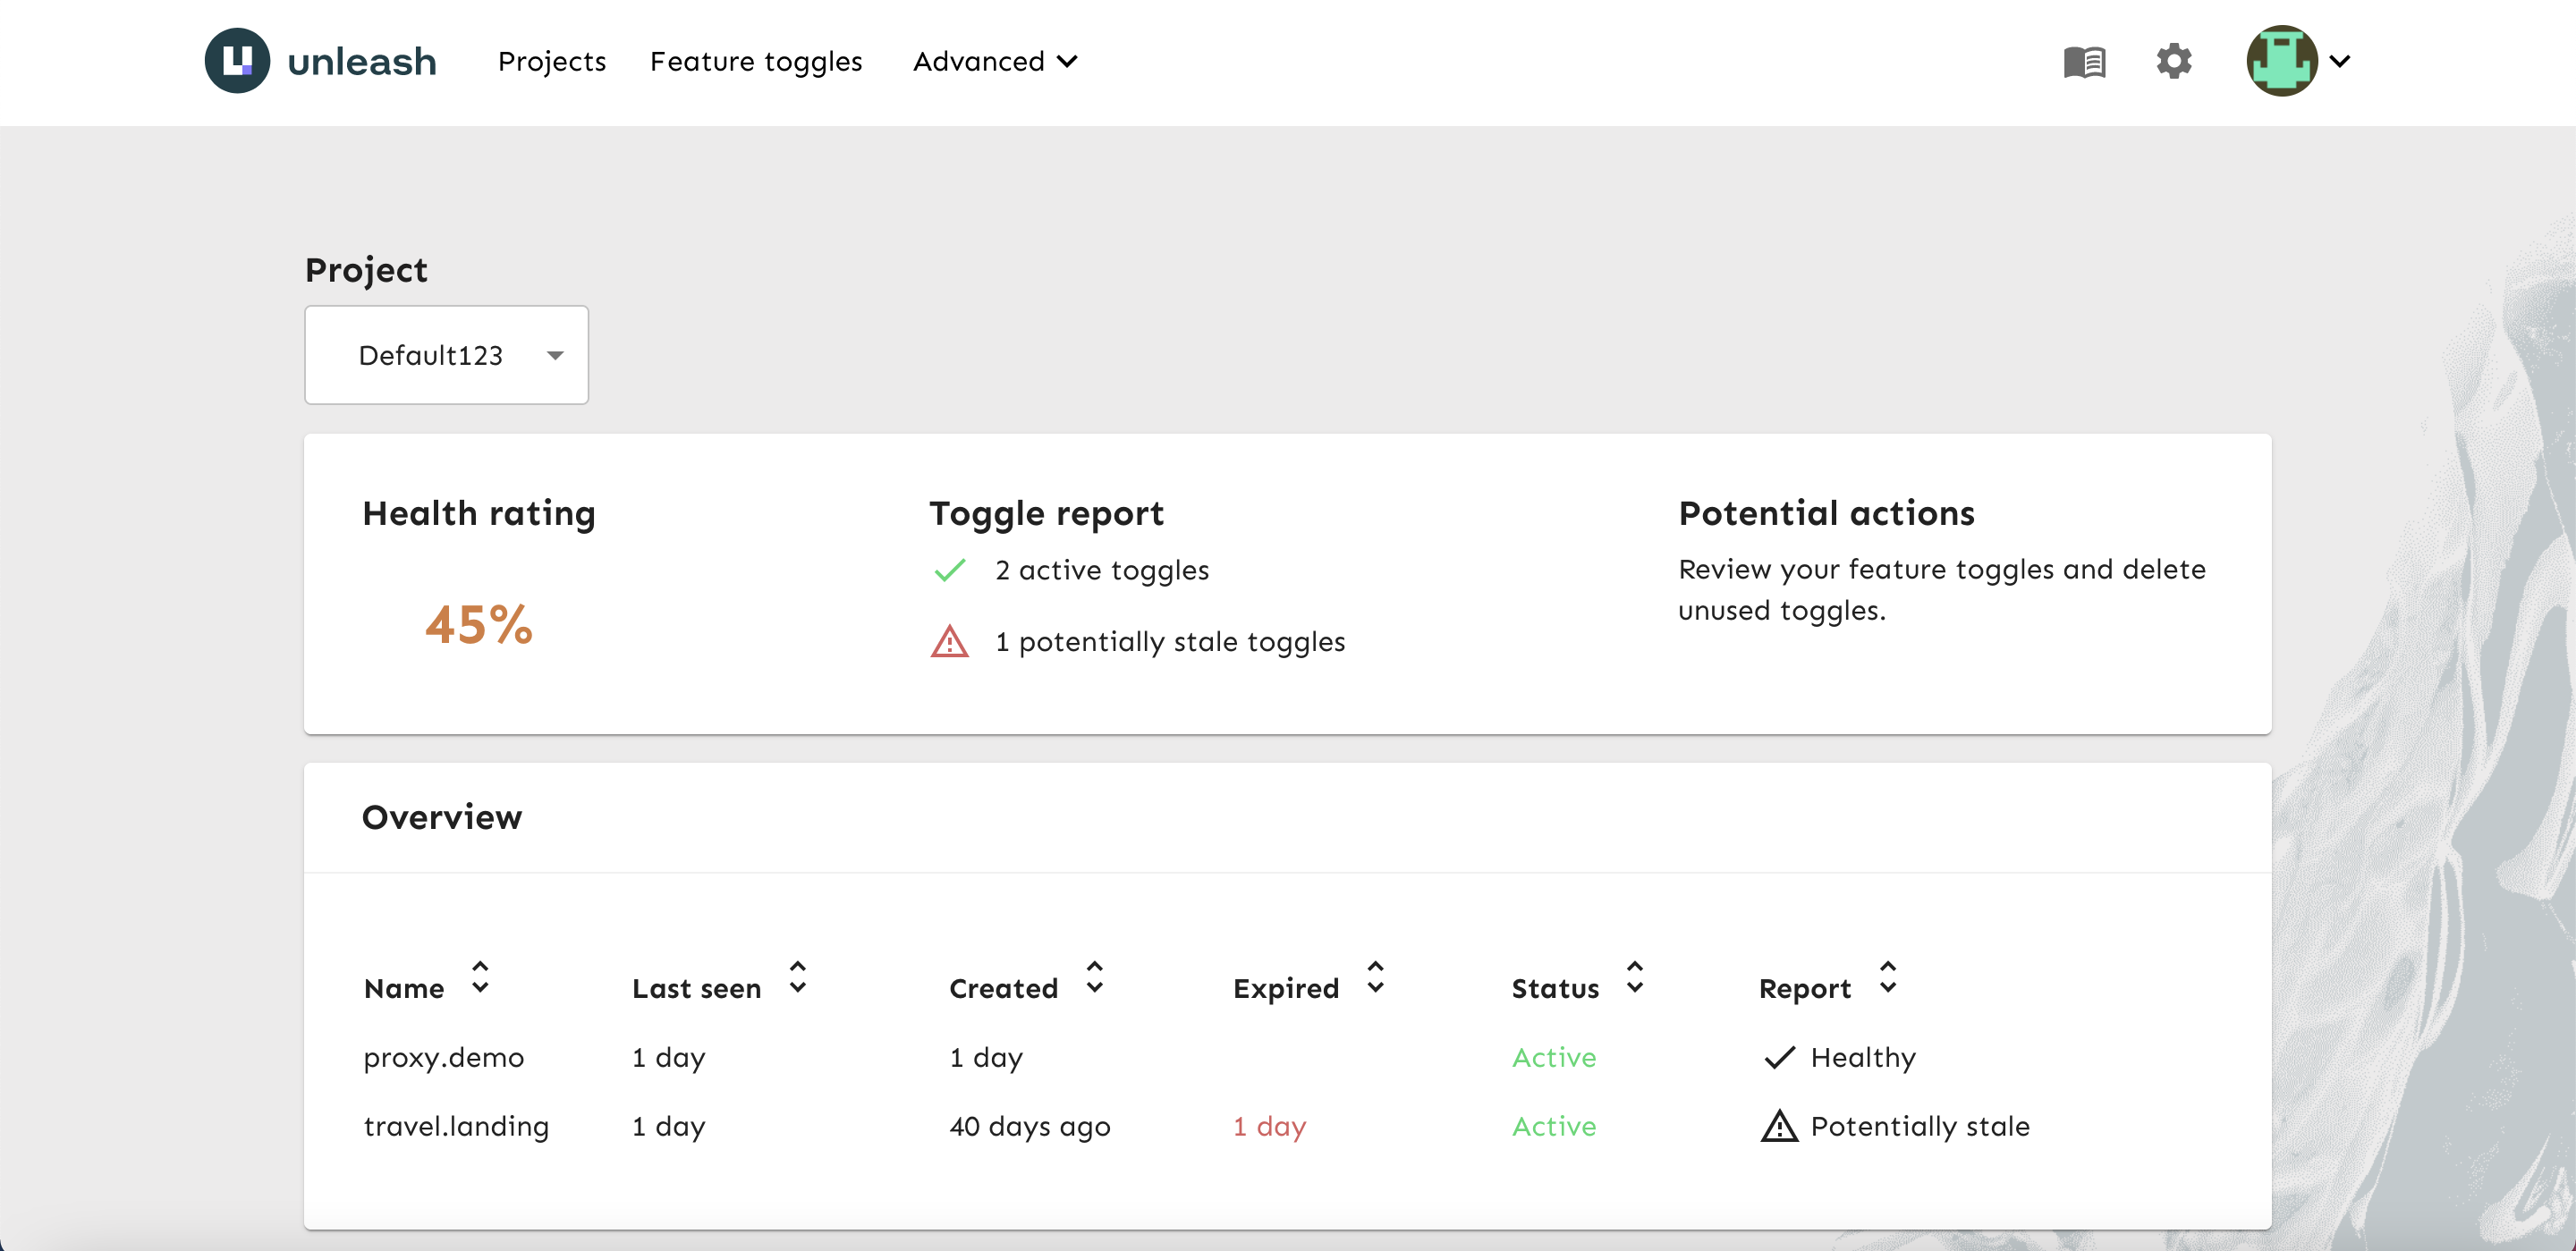 unleash Projects Feature toggles Advanced
Project
Default123
Health rating
45%
Toggle report
2 active toggles
1 potentially stale toggles
Potential actions
Review your feature toggles and delete
unused toggles.
Overview
Name Last seen Created Expired Status Report
proxy.demo 1 day 1 day Active Healthy
travel.landing 1 day 40 days ago 1 day Active Potentially stale